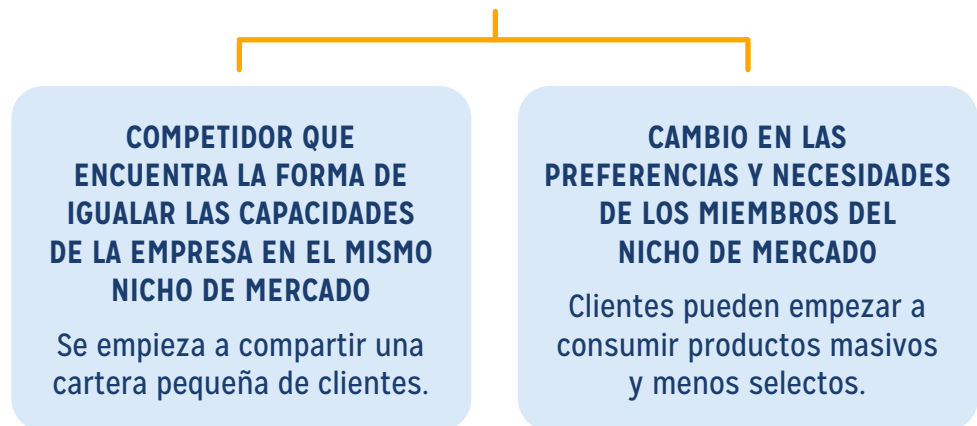 COMPETIDOR QUE
ENCUENTRA LA FORMA DE
IGUALAR LAS CAPACIDADES
DE LA EMPRESA EN EL MISMO
NICHO DE MERCADO
Se empieza a compartir una
cartera pequeña de clientes.
CAMBIO EN LAS
PREFERENCIAS Y NECESIDADES
DE LOS MIEMBROS DEL
NICHO DE MERCADO
Clientes pueden empezar a
consumir productos masivos
y menos selectos.